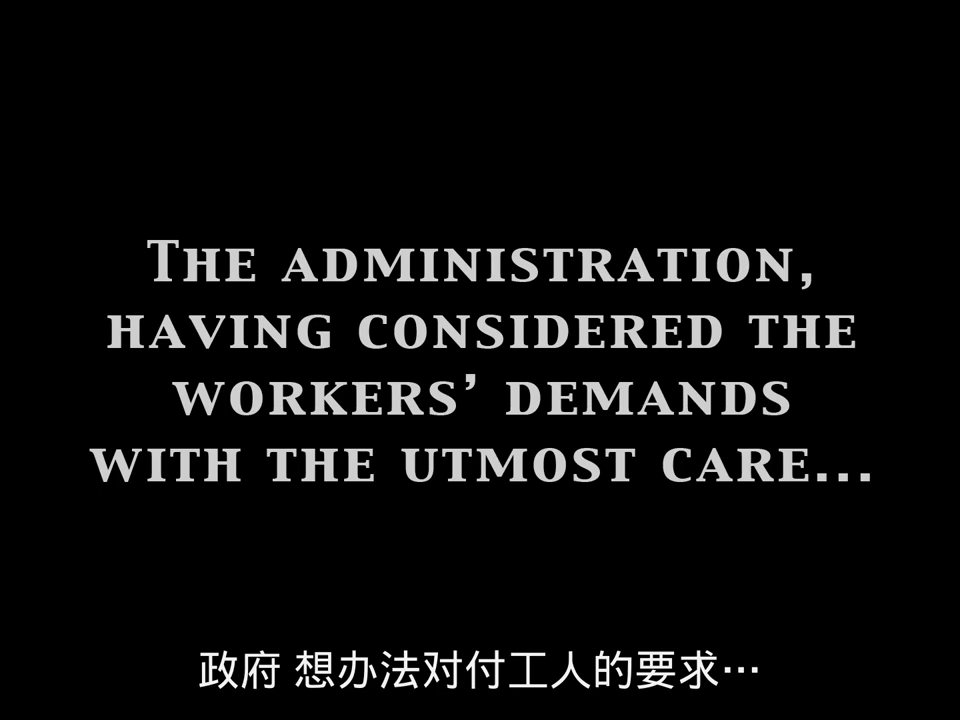 The administration,
having considered the
workers’ demands
with the utmost care...
政府 想办法对付工人的要求…